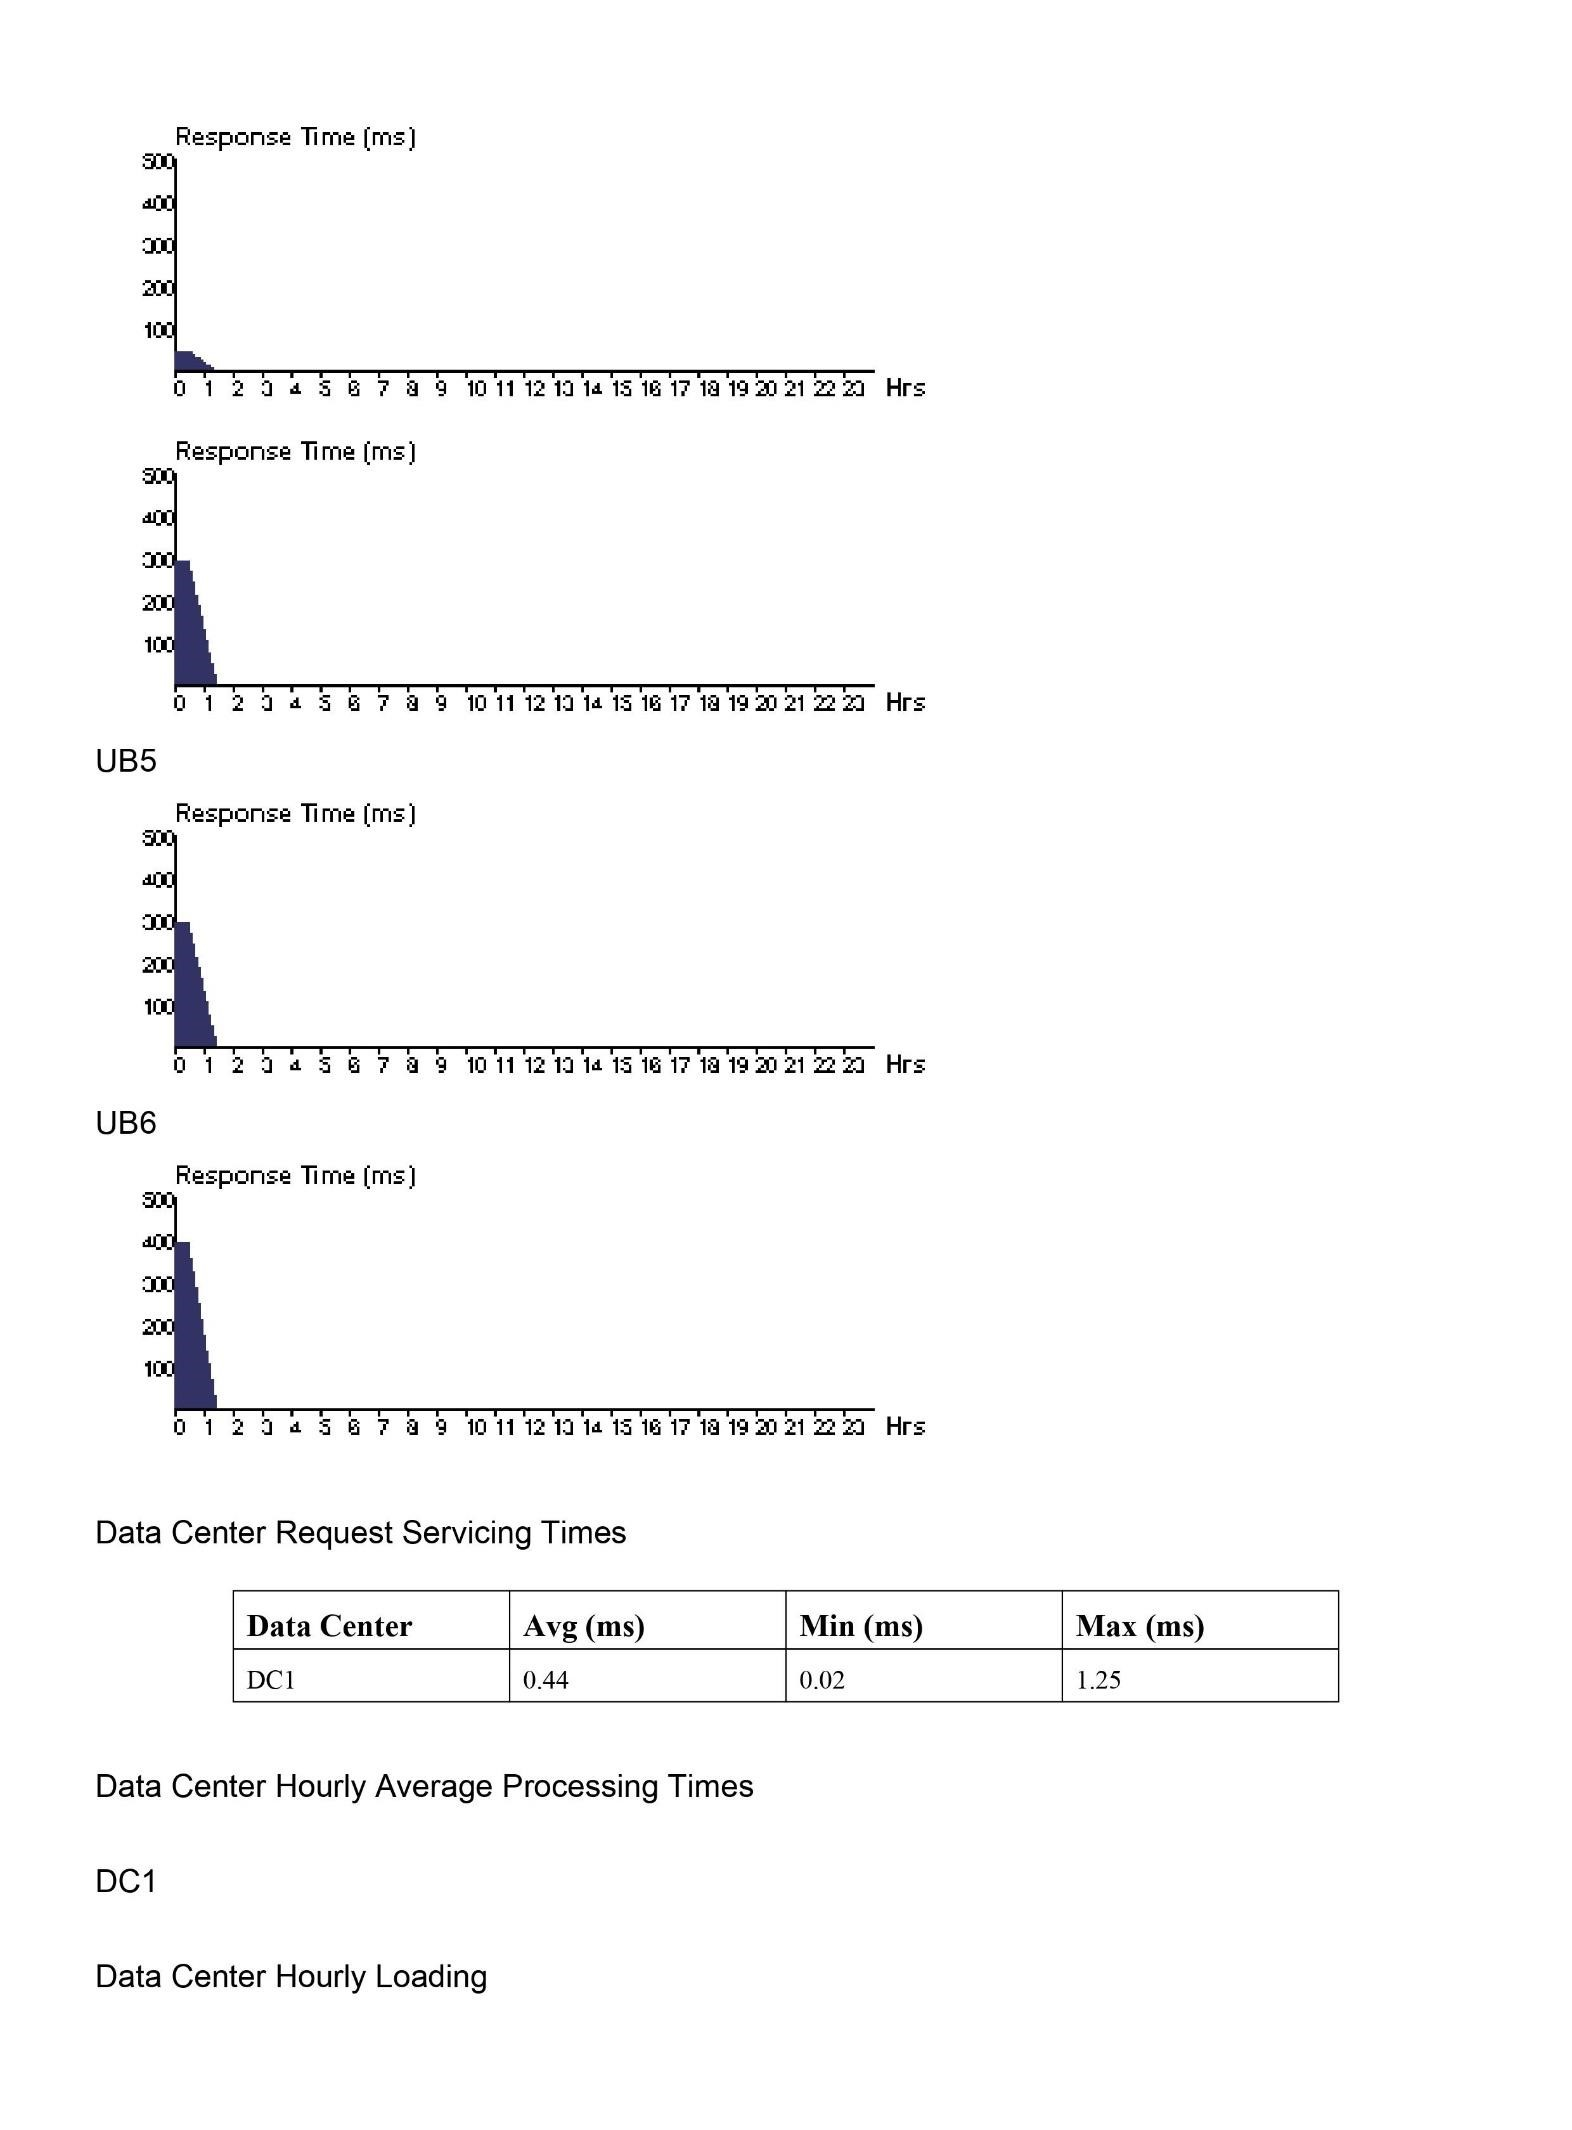 Response Time (ms)
500
400
300
200
100
0 1 2 3 4 5 6 7 8 9 10 11 12 13 14 15 16 17 18 19 20 21 22 23 Hrs
Response Time (ms)
500
400
300
200
100
0 1 2 3 4 5 6 7 8 9 10 11 12 13 14 15 16 17 18 19 20 21 22 23 Hrs
UB5
Response Time (ms)
500
400
300
200
100
0 1 2 3 4 5 6 7 8 9 10 11 12 13 14 15 16 17 18 19 20 21 22 23 Hrs
UB6
Response Time (ms)
500
400
300
200
100
0 1 2 3 4 5 6 7 8 9 10 11 12 13 14 15 16 17 18 19 20 21 22 23 Hrs
Data Center Request Servicing Times
Data Center Avg (ms) Min (ms) Max (ms)
DC1 0.44 0.02 1.25
Data Center Hourly Average Processing Times
DC1
Data Center Hourly Loading